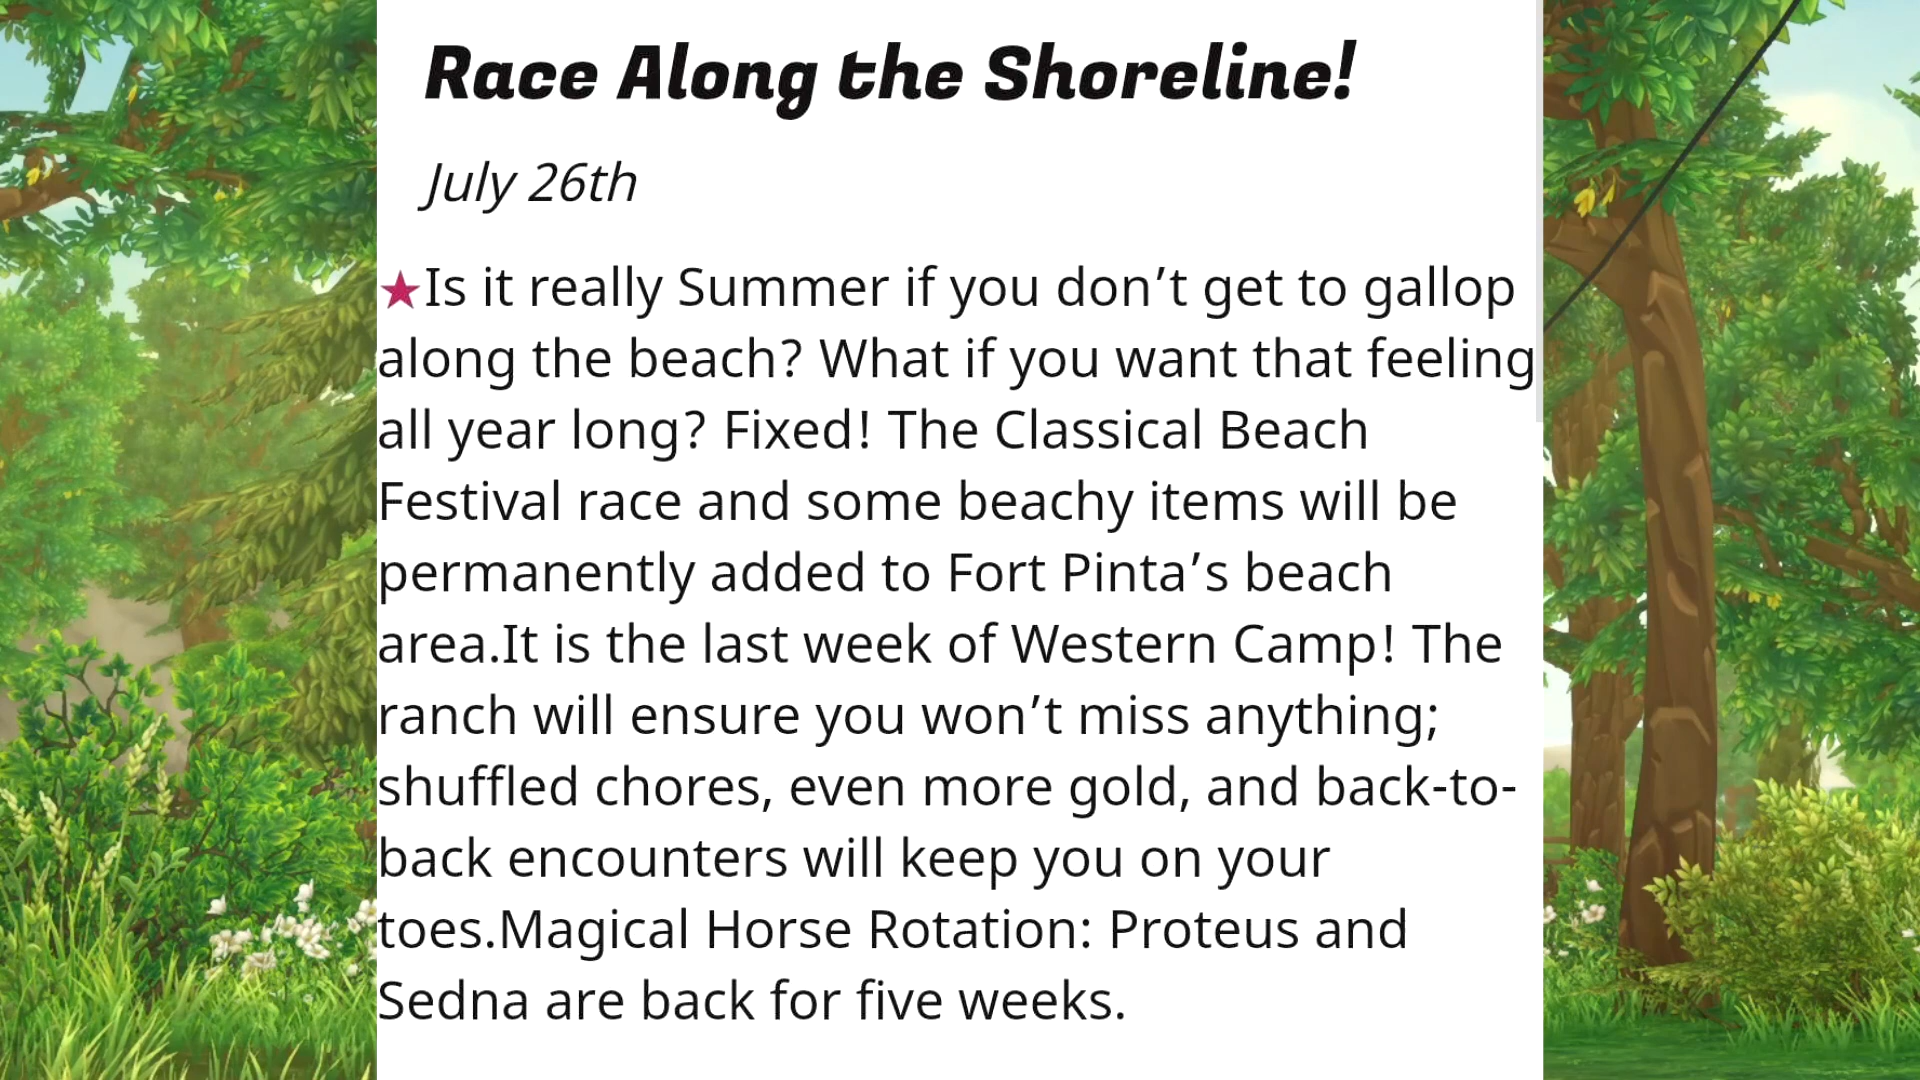 Race Along the Shoreline!
July 26th
★Is it really Summer if you don’t get to gallop
along the beach? What if you want that feeling
all year long? Fixed! The Classical Beach
Festival race and some beachy items will be
permanently added to Fort Pinta’s beach
area.It is the last week of Western Camp! The
ranch will ensure you won’t miss anything;
shuffled chores, even more gold, and back-to-
back encounters will keep you on your
toes.Magical Horse Rotation: Proteus and
Sedna are back for five weeks.